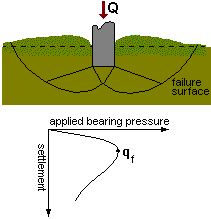 Q
failure
surface
applied bearing pressure
settlement
qf